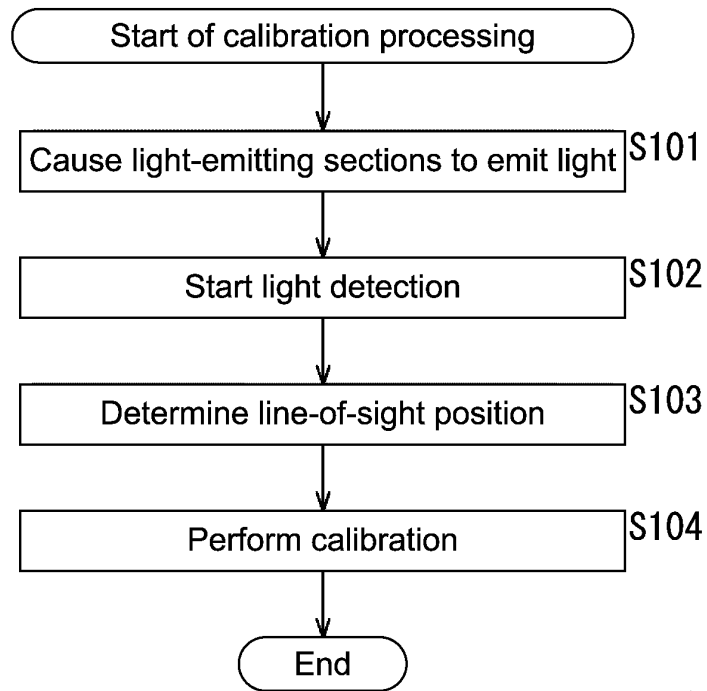 Start of calibration processing
Cause light-emitting sections to emit light
S101
Start light detection
S102
Determine line-of-sight position
S103
Perform calibration
S104
End